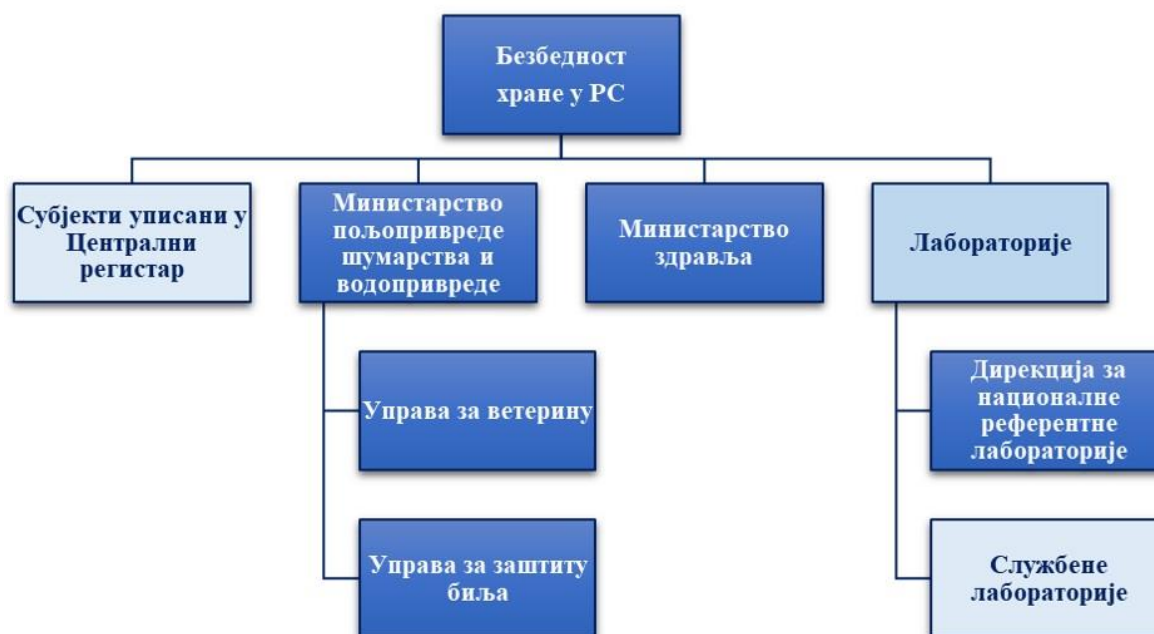 Безбедност
хране у РС
Субјекти уписани у
Централни
регистар
Министарство
пољопривреде
шумарства и
водопривреде
Министарство
здравља
Лабораторије
Управа за ветерину
Управа за заштиту
биља
Дирекција за
националне
референтне
лабораторије
Службене
лабораторије